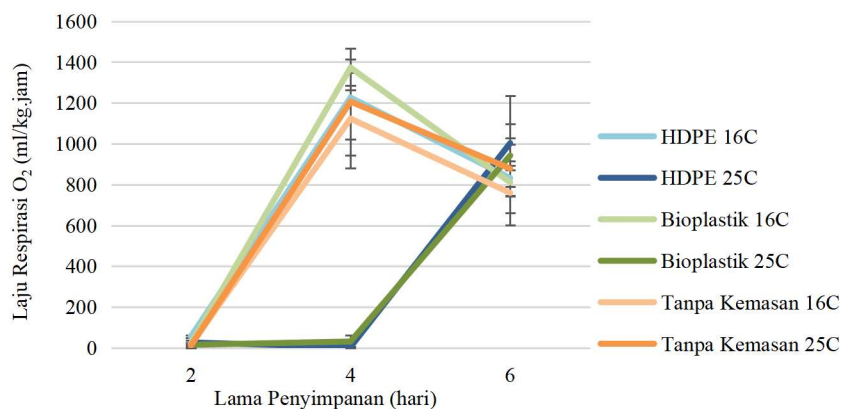 1600
1400
1200
1000
800
600
400
200
0
Laju Respirasi O₂ (ml/kg.jam)
2 4 6
Lama Penyimpanan (hari)
HDPE 16C
HDPE 25C
Bioplastik 16C
Bioplastik 25C
Tanpa Kemasan 16C
Tanpa Kemasan 25C